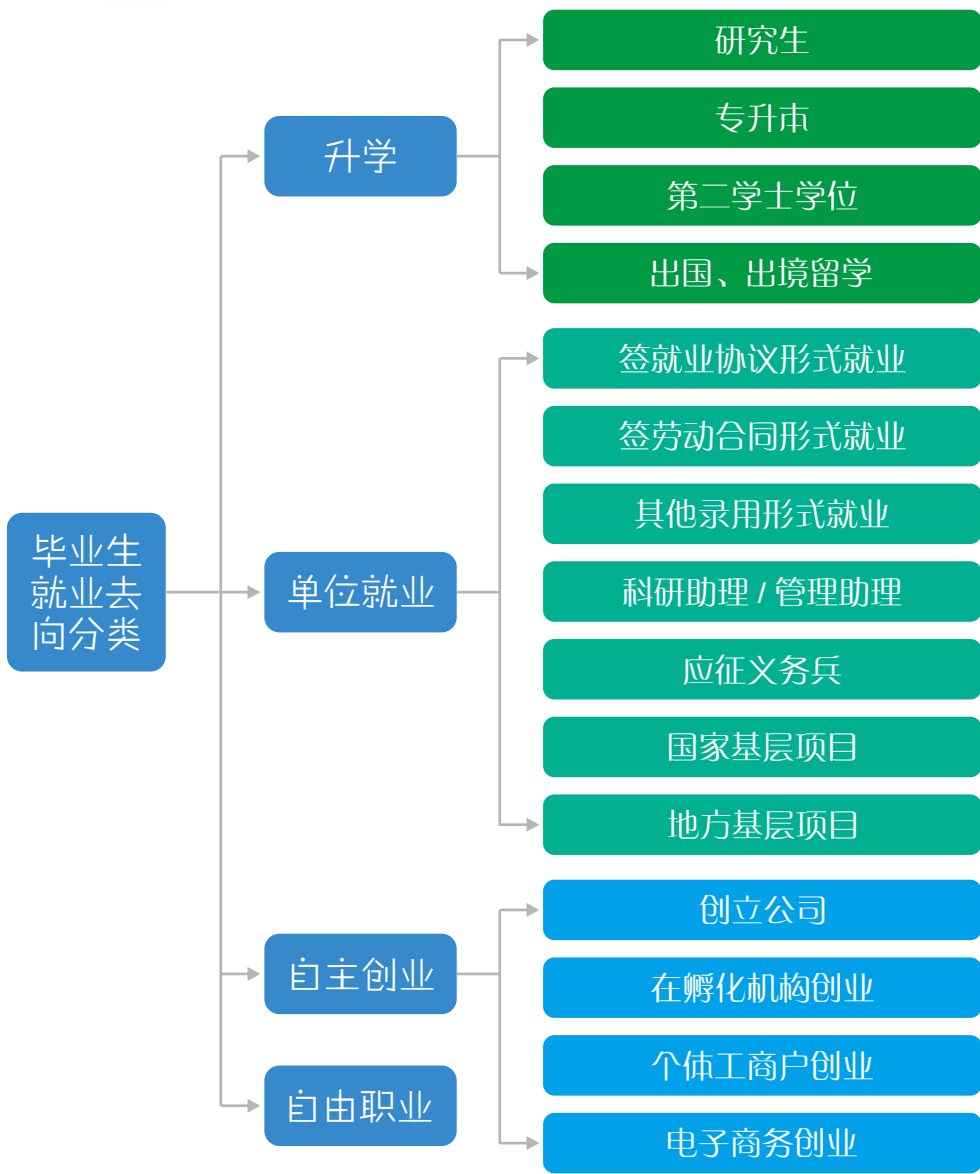 毕业生
就业去
向分类
升学
研究生
专升本
第二学士学位
出国、出境留学
单位就业
签就业协议形式就业
签劳动合同形式就业
其他录用形式就业
科研助理 / 管理助理
应征义务兵
国家基层项目
地方基层项目
自主创业
创立公司
在孵化机构创业
个体工商户创业
电子商务创业
自由职业